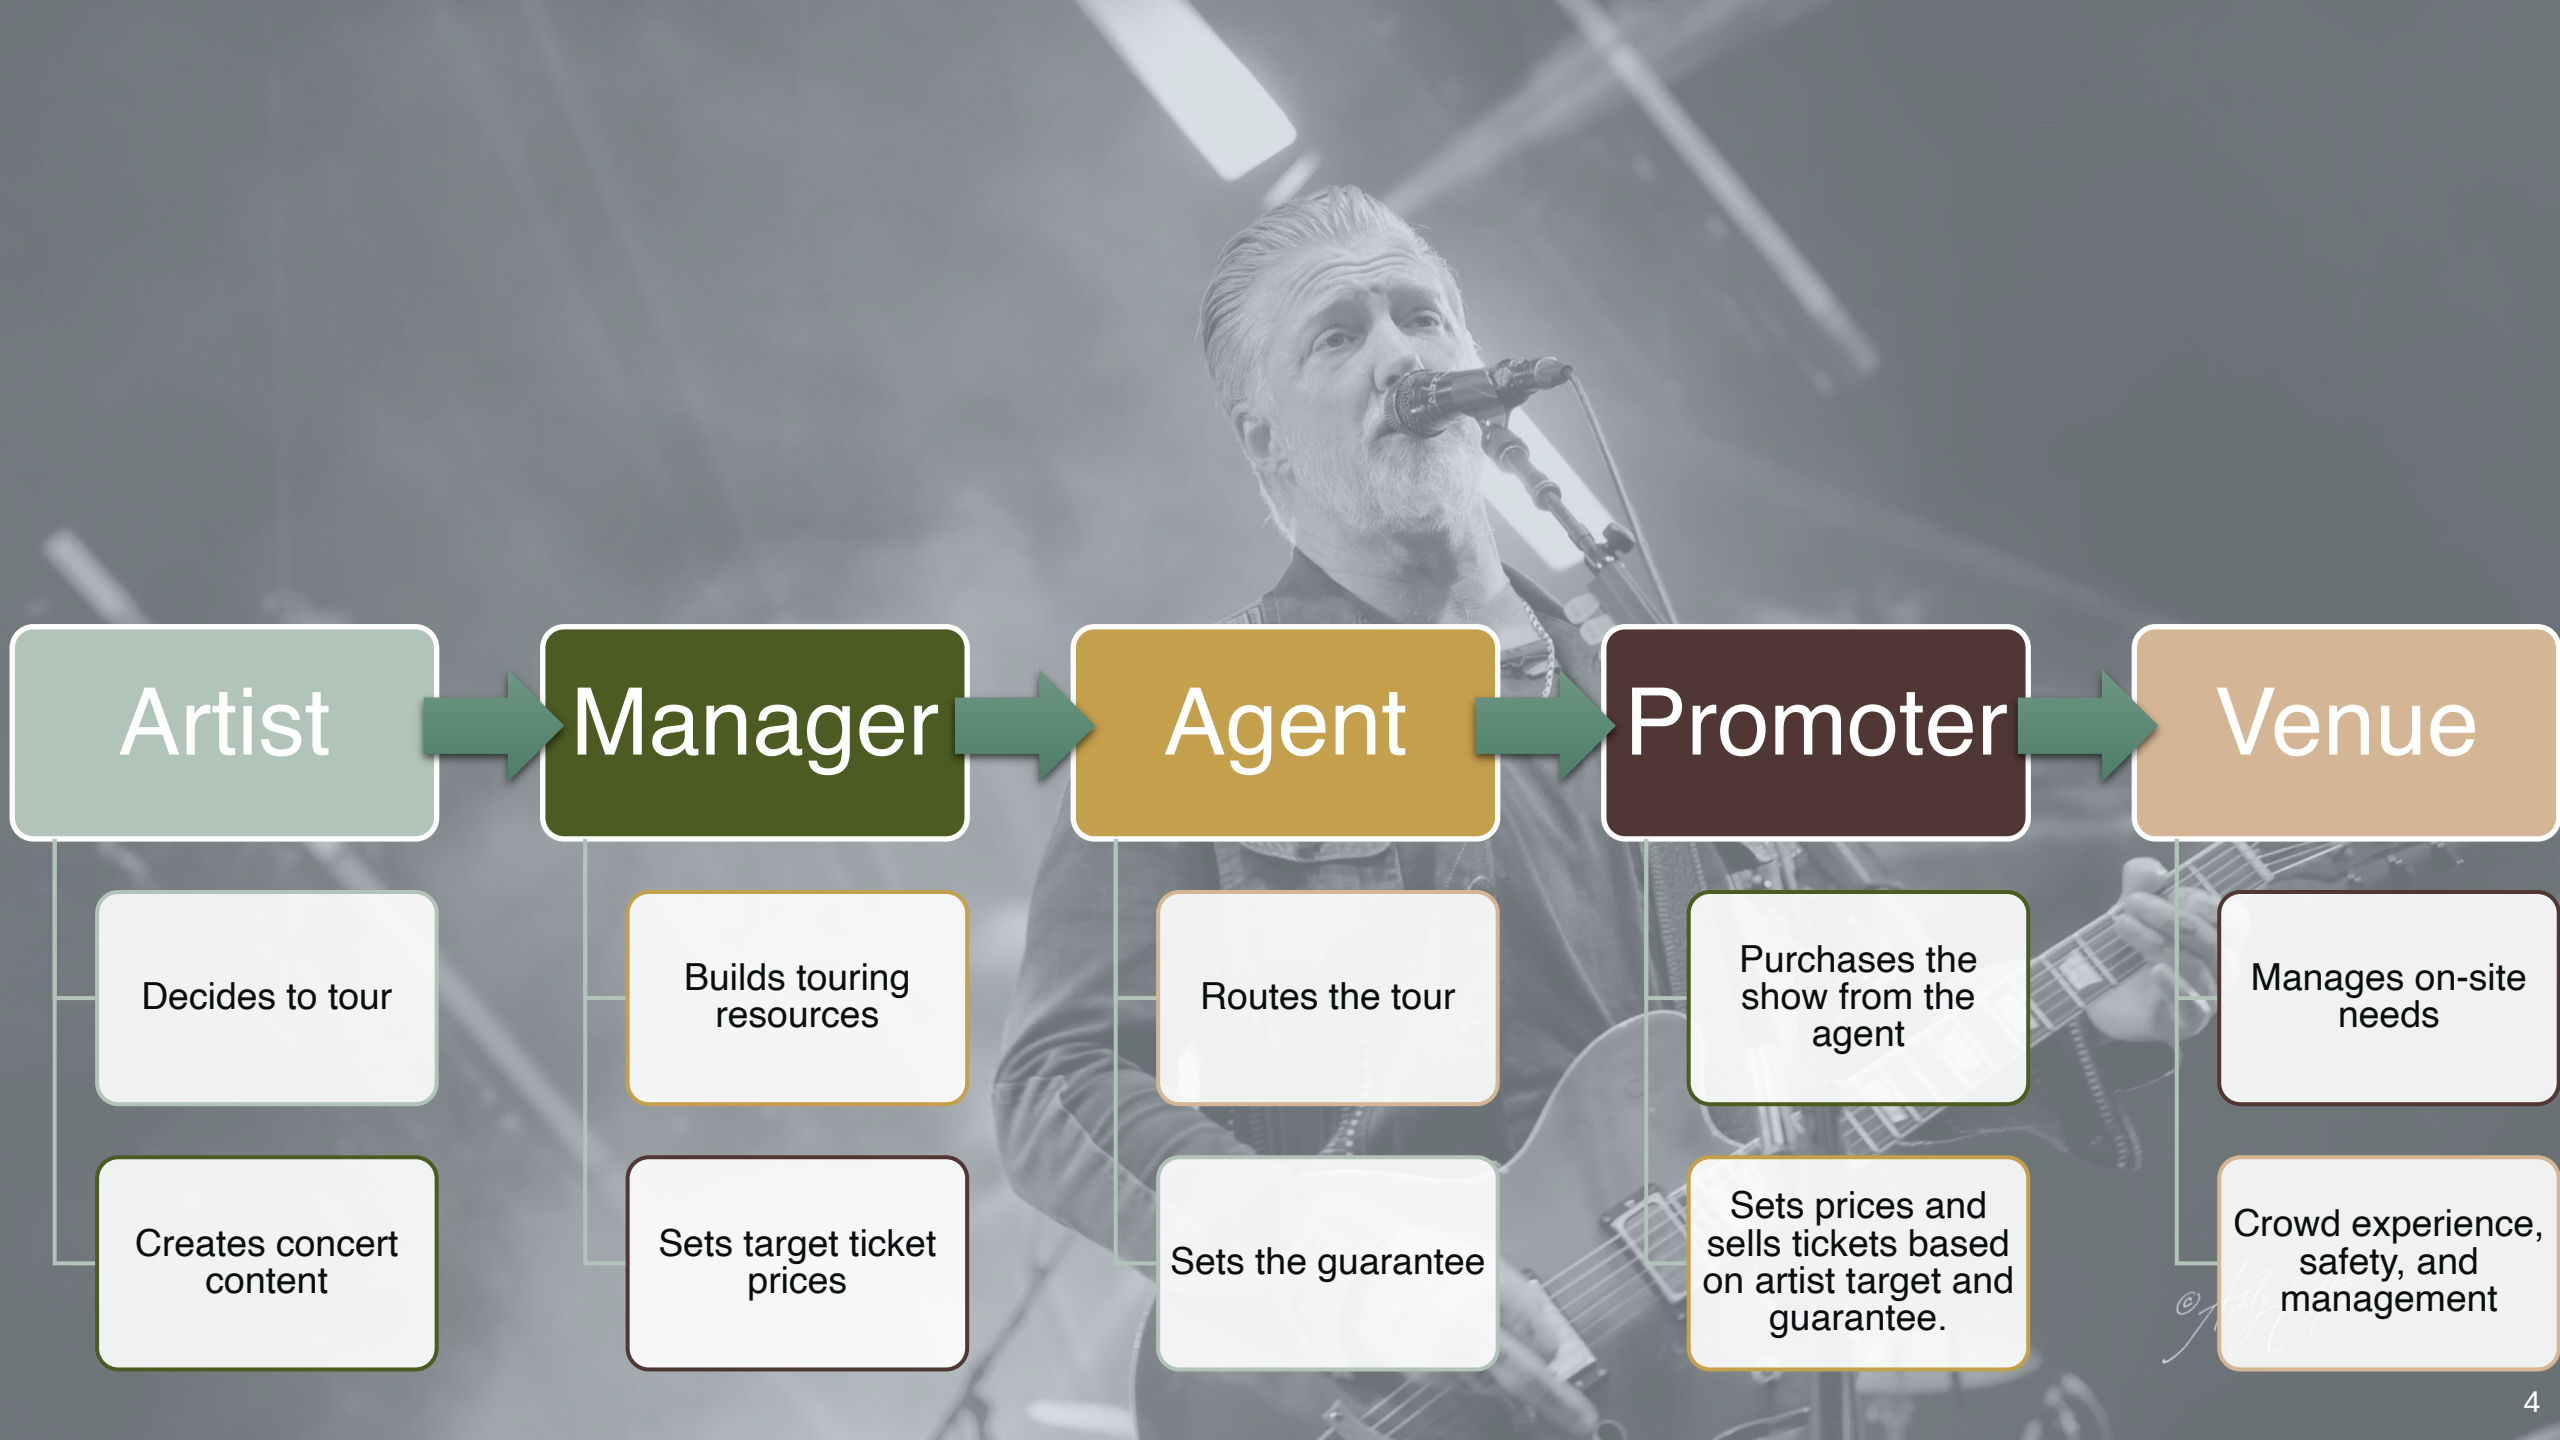 Artist
Manager
Agent
Promoter
Venue
Decides to tour
Creates concert
content
Builds touring
resources
Sets target ticket
prices
Routes the tour
Sets the guarantee
Purchases the
show from the
agent
Sets prices and
sells tickets based
on artist target and
guarantee.
Manages on-site
needs
Crowd experience,
safety, and
management
©
4